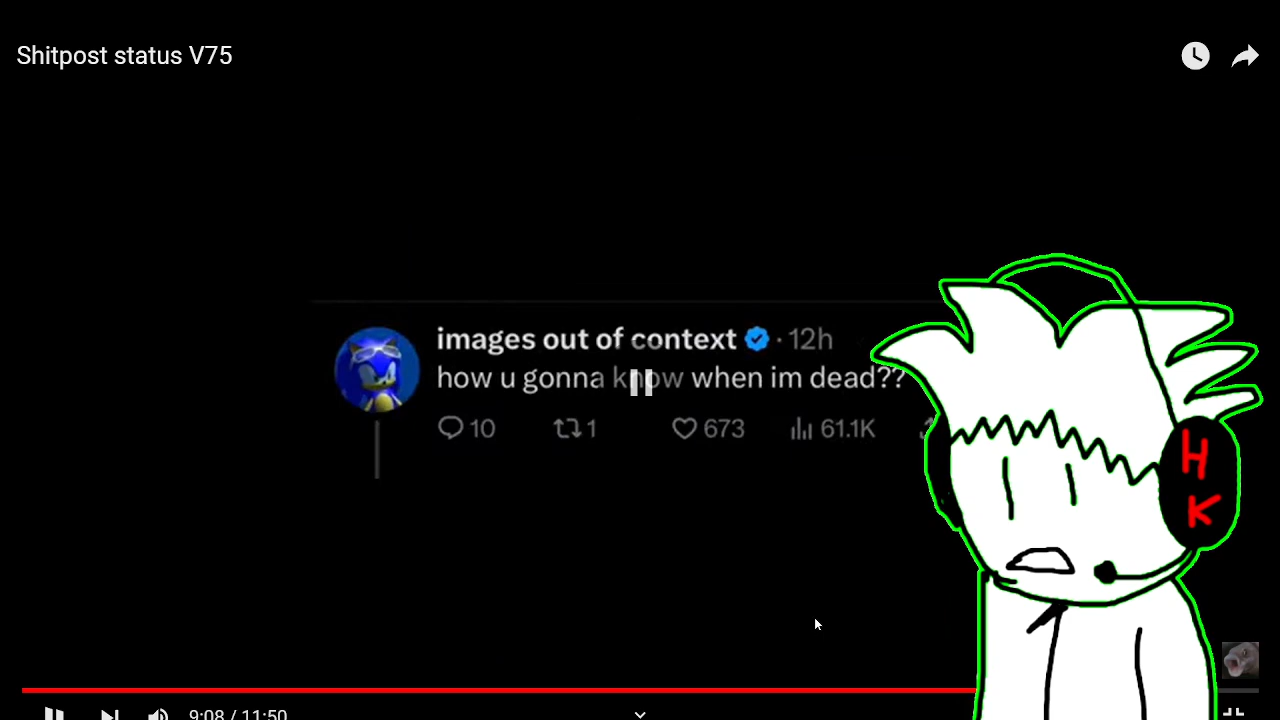 Shitpost status V75
images out of context · 12h
how u gonna know when im dead??
10 1 673 61.1K
H
K
9:08 / 11:50